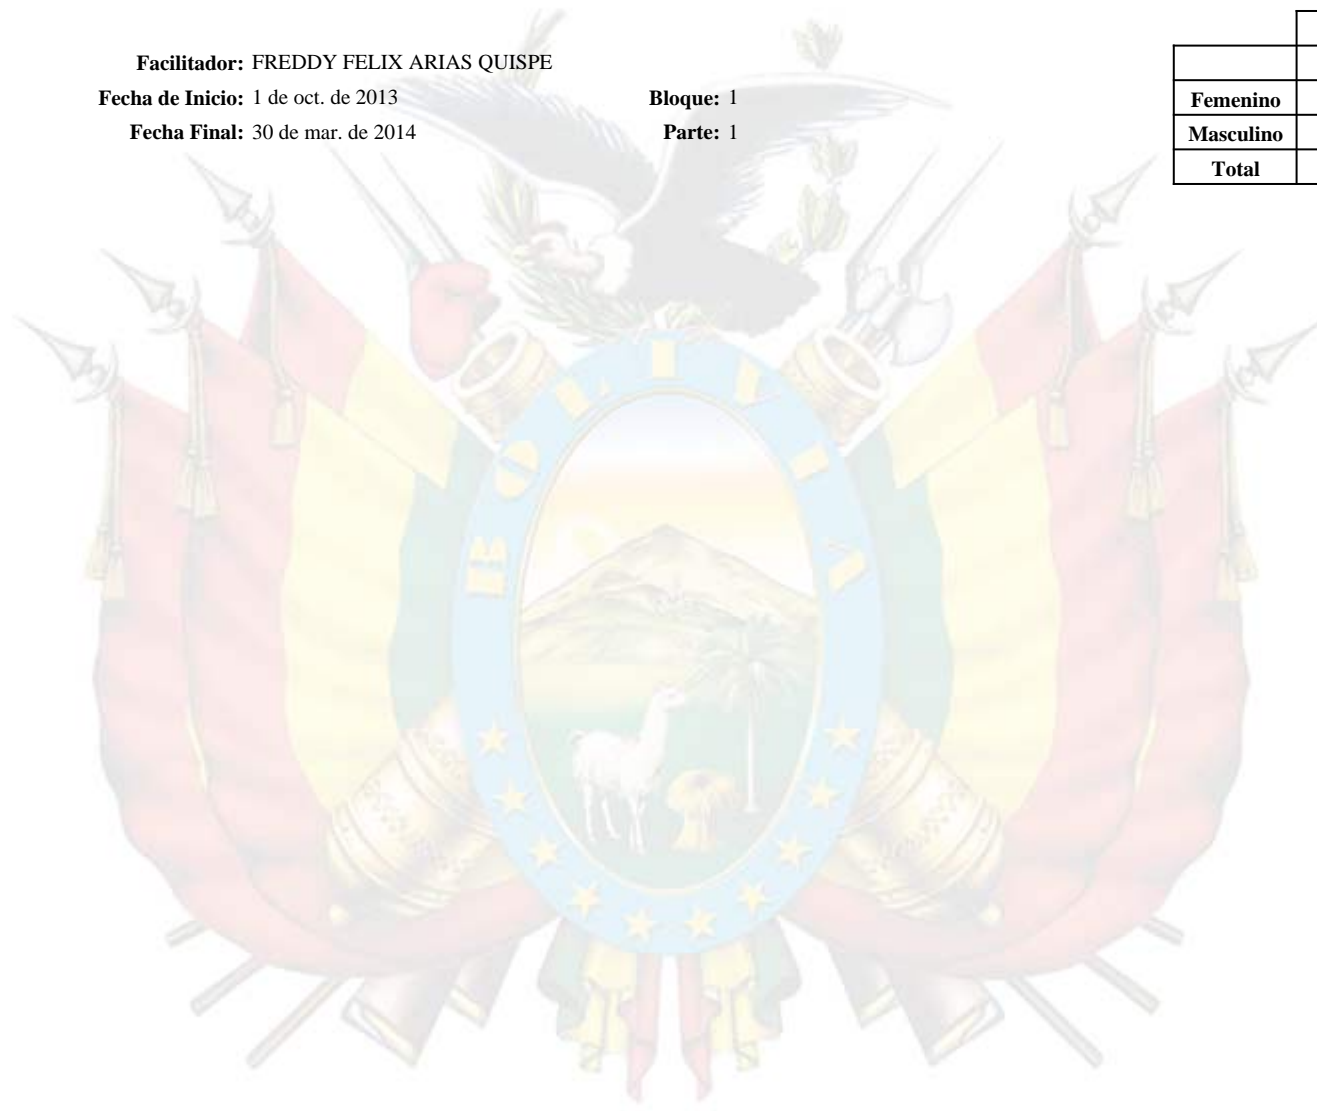 Facilitador: FREDDY FELIX ARIAS QUISPE
Fecha de Inicio: 1 de oct. de 2013 Bloque: 1
Fecha Final: 30 de mar. de 2014 Parte: 1
Femenino
Masculino
Total
BOLIVIA